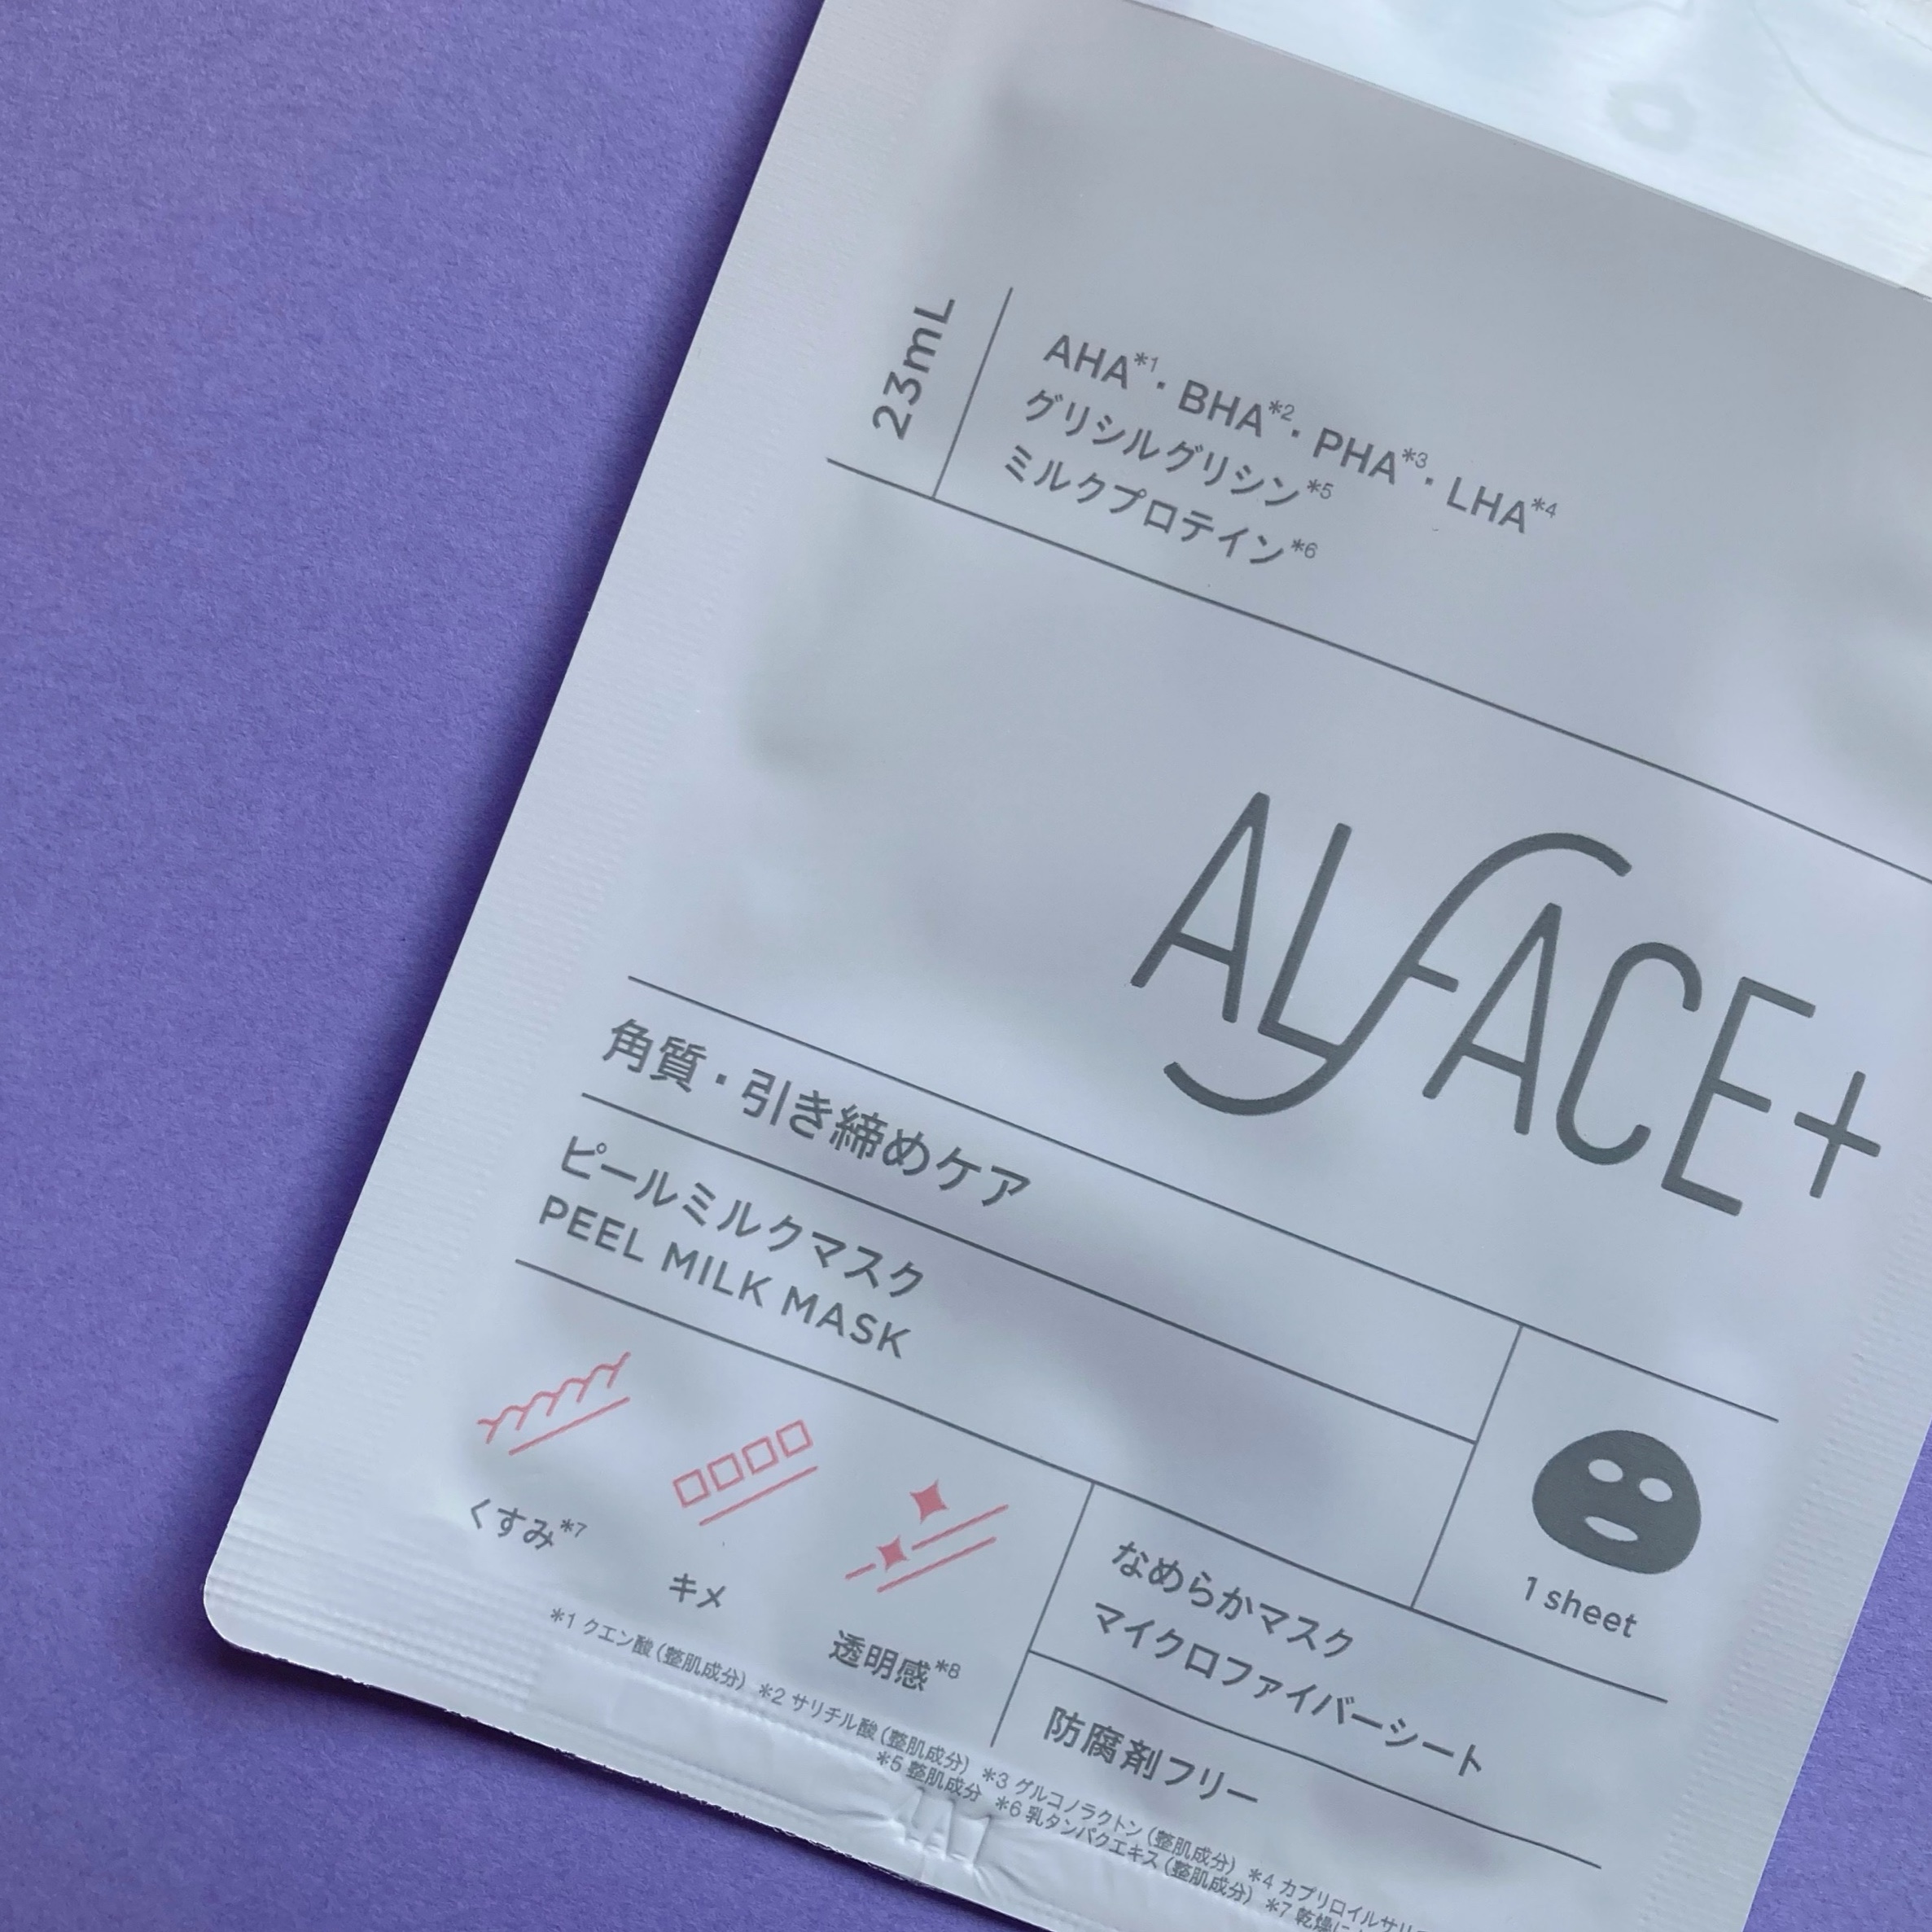 23mL
AHA*1・BHA*2・PHA*3・LHA*4
グリシルグリシン*5
ミルクプロテイン*6
ALFACE+
角質・引き締めケア
ピールミルクマスク
PEEL MILK MASK
1 sheet
くすみ*7
キメ
透明感*8
なめらかマスク
マイクロファイバーシート
防腐剤フリー
*1 クエン酸(整肌成分) *2 サリチル酸(整肌成分) *3 グルコノラクトン(整肌成分) *4 カプリロイルサリ
*5 整肌成分 *6 乳タンパクエキス(整肌成分) *7 乾燥に